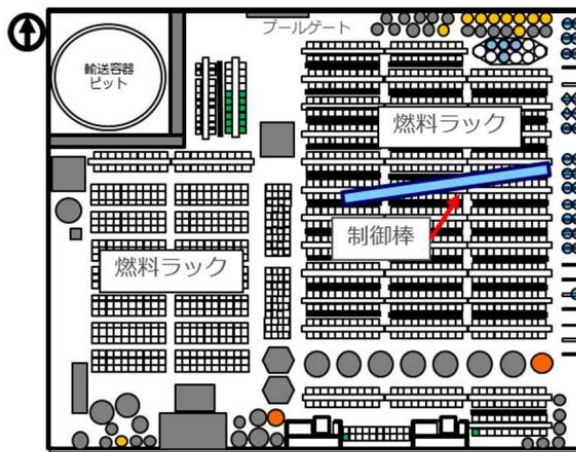 プールゲート
輸送容器
ピット
燃料ラック
制御棒
燃料ラック